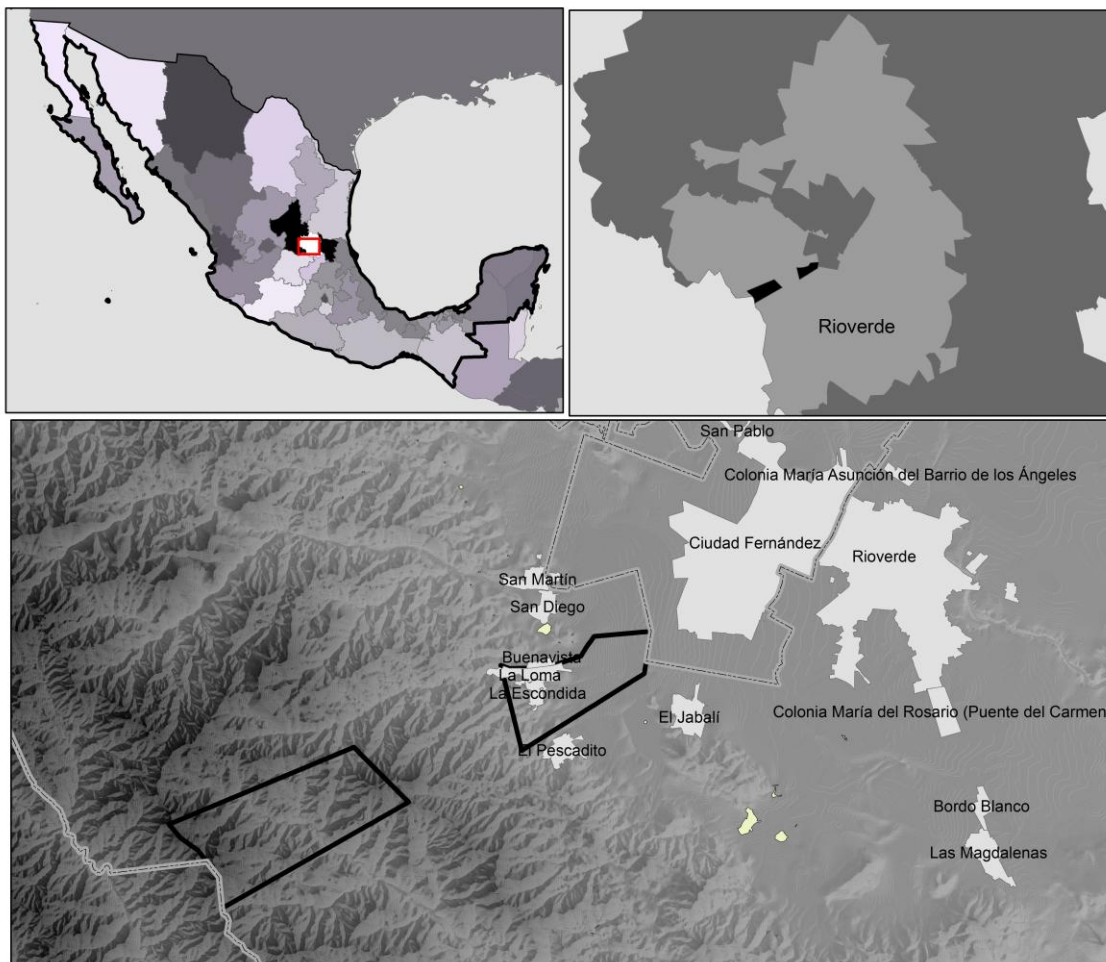 Rioverde
San Pablo
Colonia María Asunción del Barrio de los Ángeles
Ciudad Fernández
Rioverde
San Martín
San Diego
Buenavista
La Loma
La Escondida
El Jabalí
Colonia María del Rosario (Puente del Carmen
El Pescadito
Bordo Blanco
Las Magdalenas